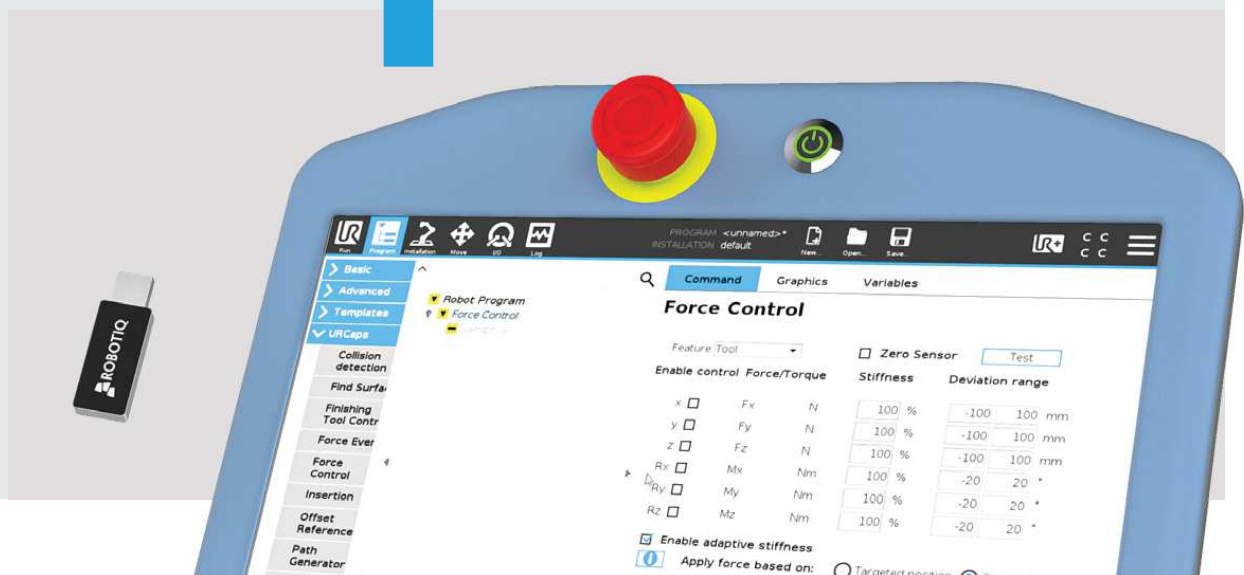 ROBOTIQ
UR
Run
Program
Installation
Move
I/O
Log
PROGRAM <unnamed>*
INSTALLATION default
New...
Open...
Save...
UR+
C C
C C
Basic
Advanced
Templates
URCaps
Collision
detection
Find Surfa
Finishing
Tool Contr
Force Even
Force
Control
Insertion
Offset
Reference
Path
Generator
Robot Program
Force Control
Command Graphics Variables
Force Control
Feature Tool
Zero Sensor Test
Enable control Force/Torque Stiffness Deviation range
x Fx N 100 % -100 100 mm
y Fy N 100 % -100 100 mm
z Fz N 100 % -100 100 mm
Rx Mx Nm 100 % -20 20 °
Ry My Nm 100 % -20 20 °
Rz Mz Nm 100 % -20 20 °
Enable adaptive stiffness
Apply force based on: Targeted position